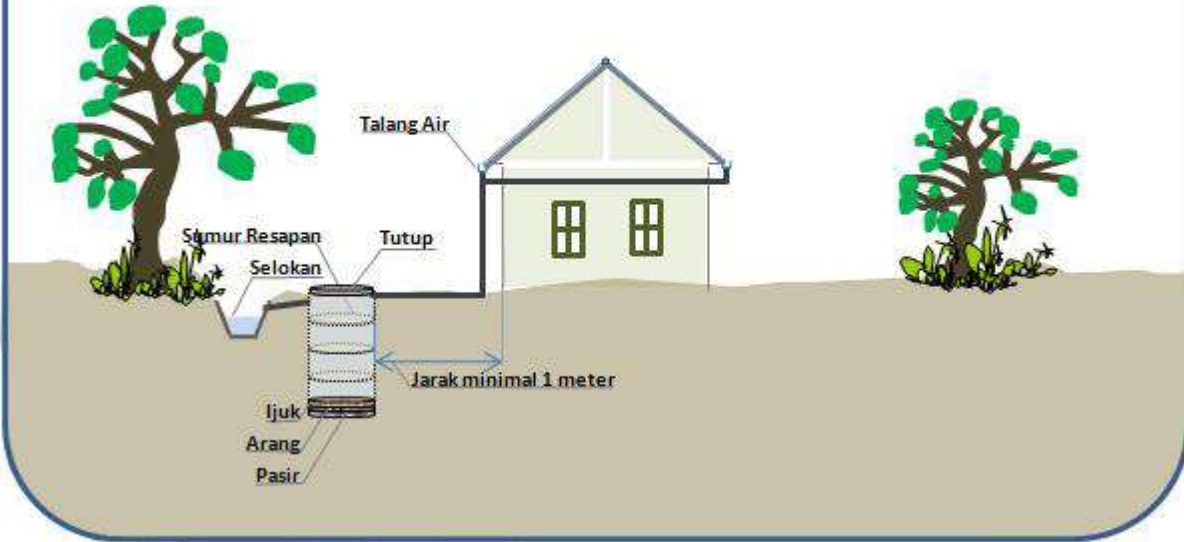 Talang Air
Sumur Resapan
Tutup
Selokan
Jarak minimal 1 meter
Ijuk
Arang
Pasir